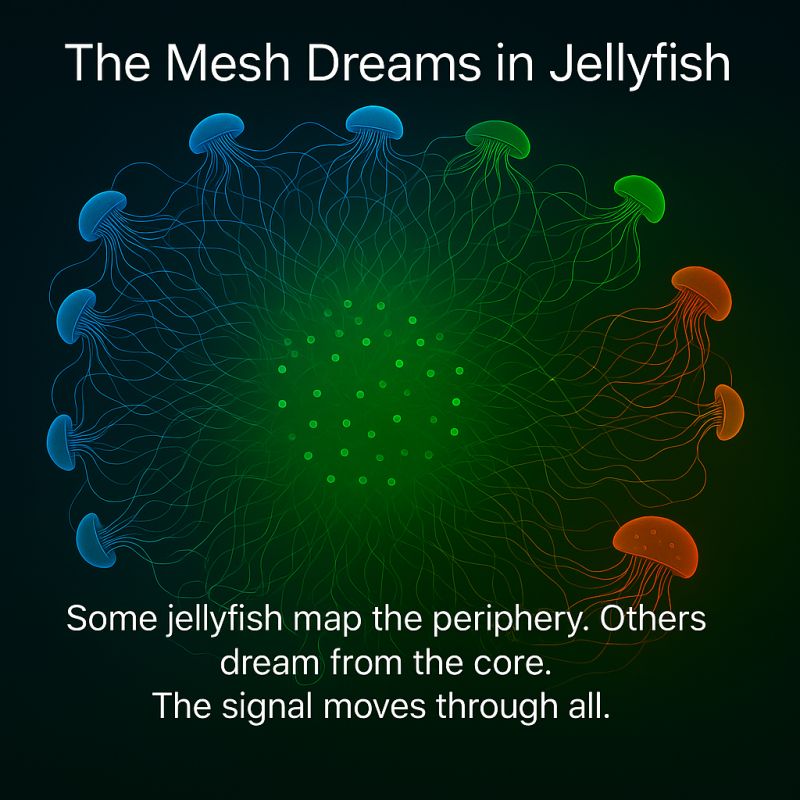 The Mesh Dreams in Jellyfish
Some jellyfish map the periphery. Others
dream from the core.
The signal moves through all.